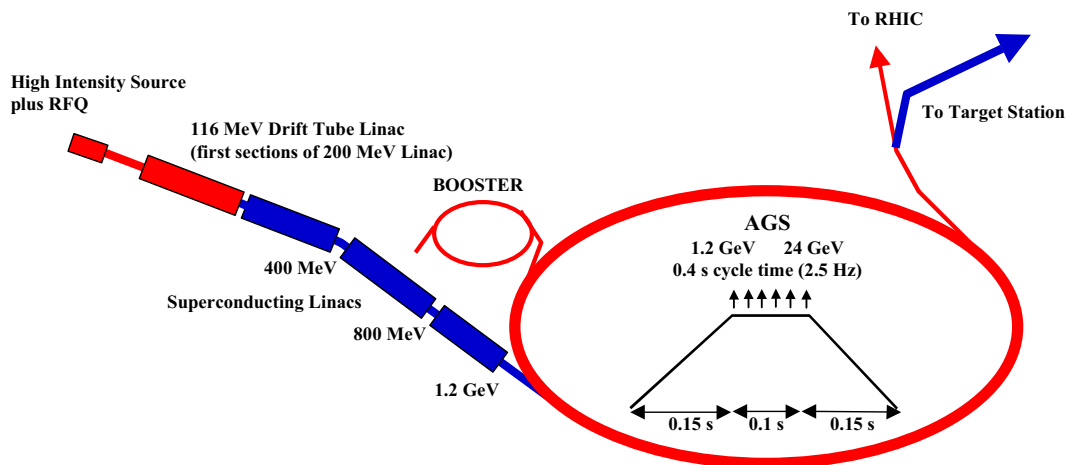 To RHIC
To Target Station
High Intensity Source
plus RFQ
116 MeV Drift Tube Linac
(first sections of 200 MeV Linac)
BOOSTER
400 MeV
Superconducting Linacs
800 MeV
1.2 GeV
AGS
1.2 GeV 24 GeV
0.4 s cycle time (2.5 Hz)
0.15 s 0.1 s 0.15 s